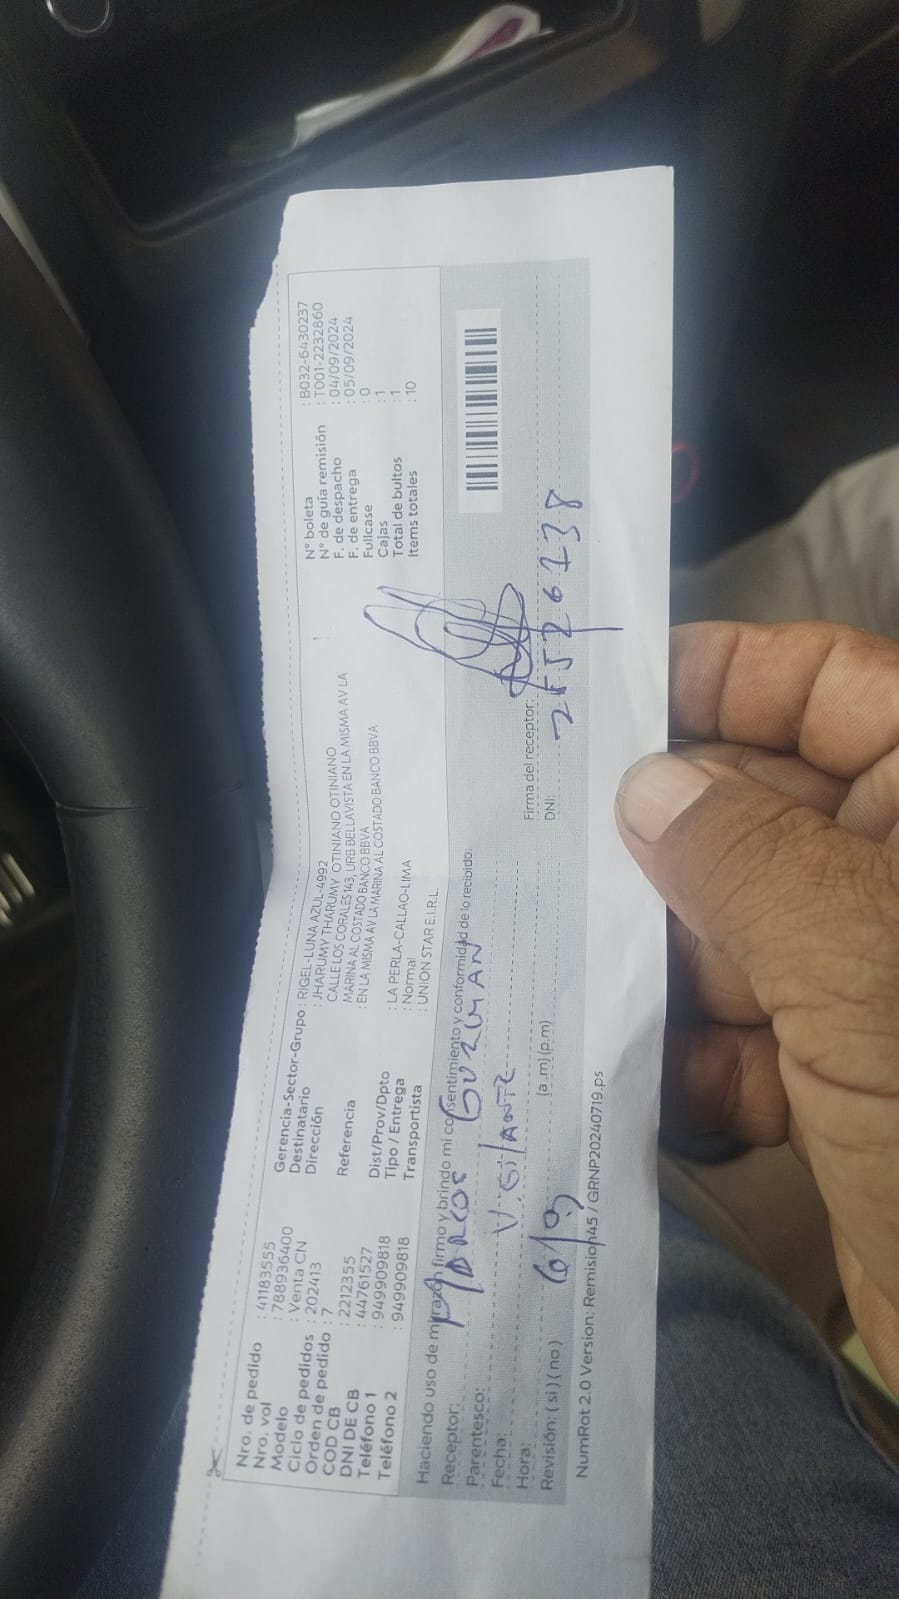 Nro. de pedido : 41183555
Nro. vol : 788936400
Modelo : Venta CN
Ciclo de pedidos : 202413
Orden de pedido : 7
COD CB : 2212355
DNI DE CB : 44761527
Teléfono 1 : 949909818
Teléfono 2 : 949909818
Gerencia-Sector-Grupo : RIGEL-LUNA AZUL-4992
Destinatario : JHARUMY THARUMY OTINIANO OTINIANO
Dirección CALLE LOS CORALES 143, URB BELLAVISTA EN LA MISMA AV LA
MARINA AL COSTADO BANCO BBVA
Referencia : EN LA MISMA AV LA MARINA AL COSTADO BANCO BBVA
Dist/Prov/Dpto : LA PERLA-CALLAO-LIMA
Tipo / Entrega : Normal
Transportista : UNION STAR E.I.R.L.
N° boleta : B032-6430237
N° de guía remisión : T001-2232860
F. de despacho : 04/09/2024
F. de entrega : 05/09/2024
Fullcase : 0
Cajas : 1
Total de bultos : 1
Items totales : 10
Haciendo uso de mi razón firmo y brindo mi consentimiento y conformidad de lo recibido:
Receptor: MARCOS GUZMAN
Parentesco:
Fecha: VIGILANTE
Hora: (a.m) (p.m)
Revisión: ( si ) ( no )
Firma del receptor:
DNI:
NumRot 2.0 Version: Remision45 / GRNP20240719.ps